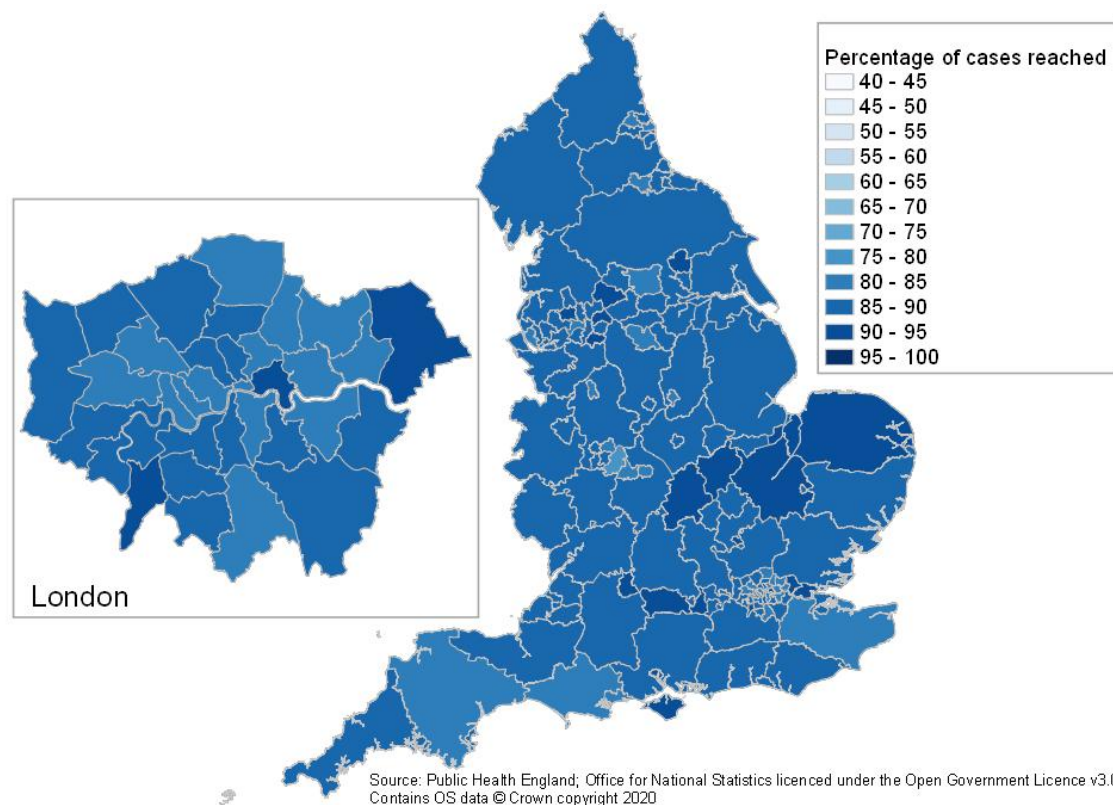 Percentage of cases reached
40 - 45
45 - 50
50 - 55
55 - 60
60 - 65
65 - 70
70 - 75
75 - 80
80 - 85
85 - 90
90 - 95
95 - 100
London
Source: Public Health England; Office for National Statistics licenced under the Open Government Licence v3.0
Contains OS data © Crown copyright 2020